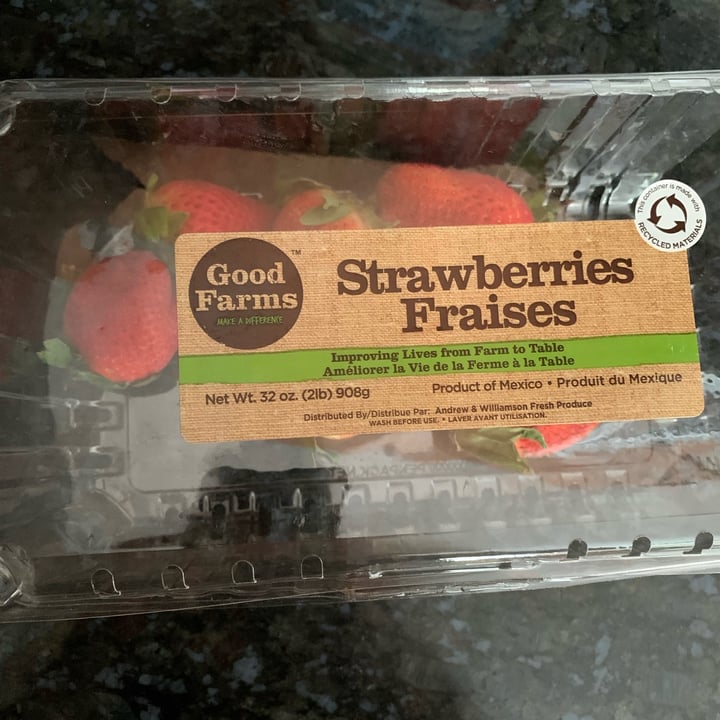 This container is made with
RECYCLED MATERIALS
Good
Farms
™
MAKE A DIFFERENCE
Strawberries
Fraises
Improving Lives from Farm to Table
Améliorer la Vie de la Ferme à la Table
Net Wt. 32 oz. (2lb) 908g
Product of Mexico • Produit du Mexique
Distributed By/Distribue Par: Andrew & Williamson Fresh Produce
WASH BEFORE USE. • LAVER AVANT UTILISATION.